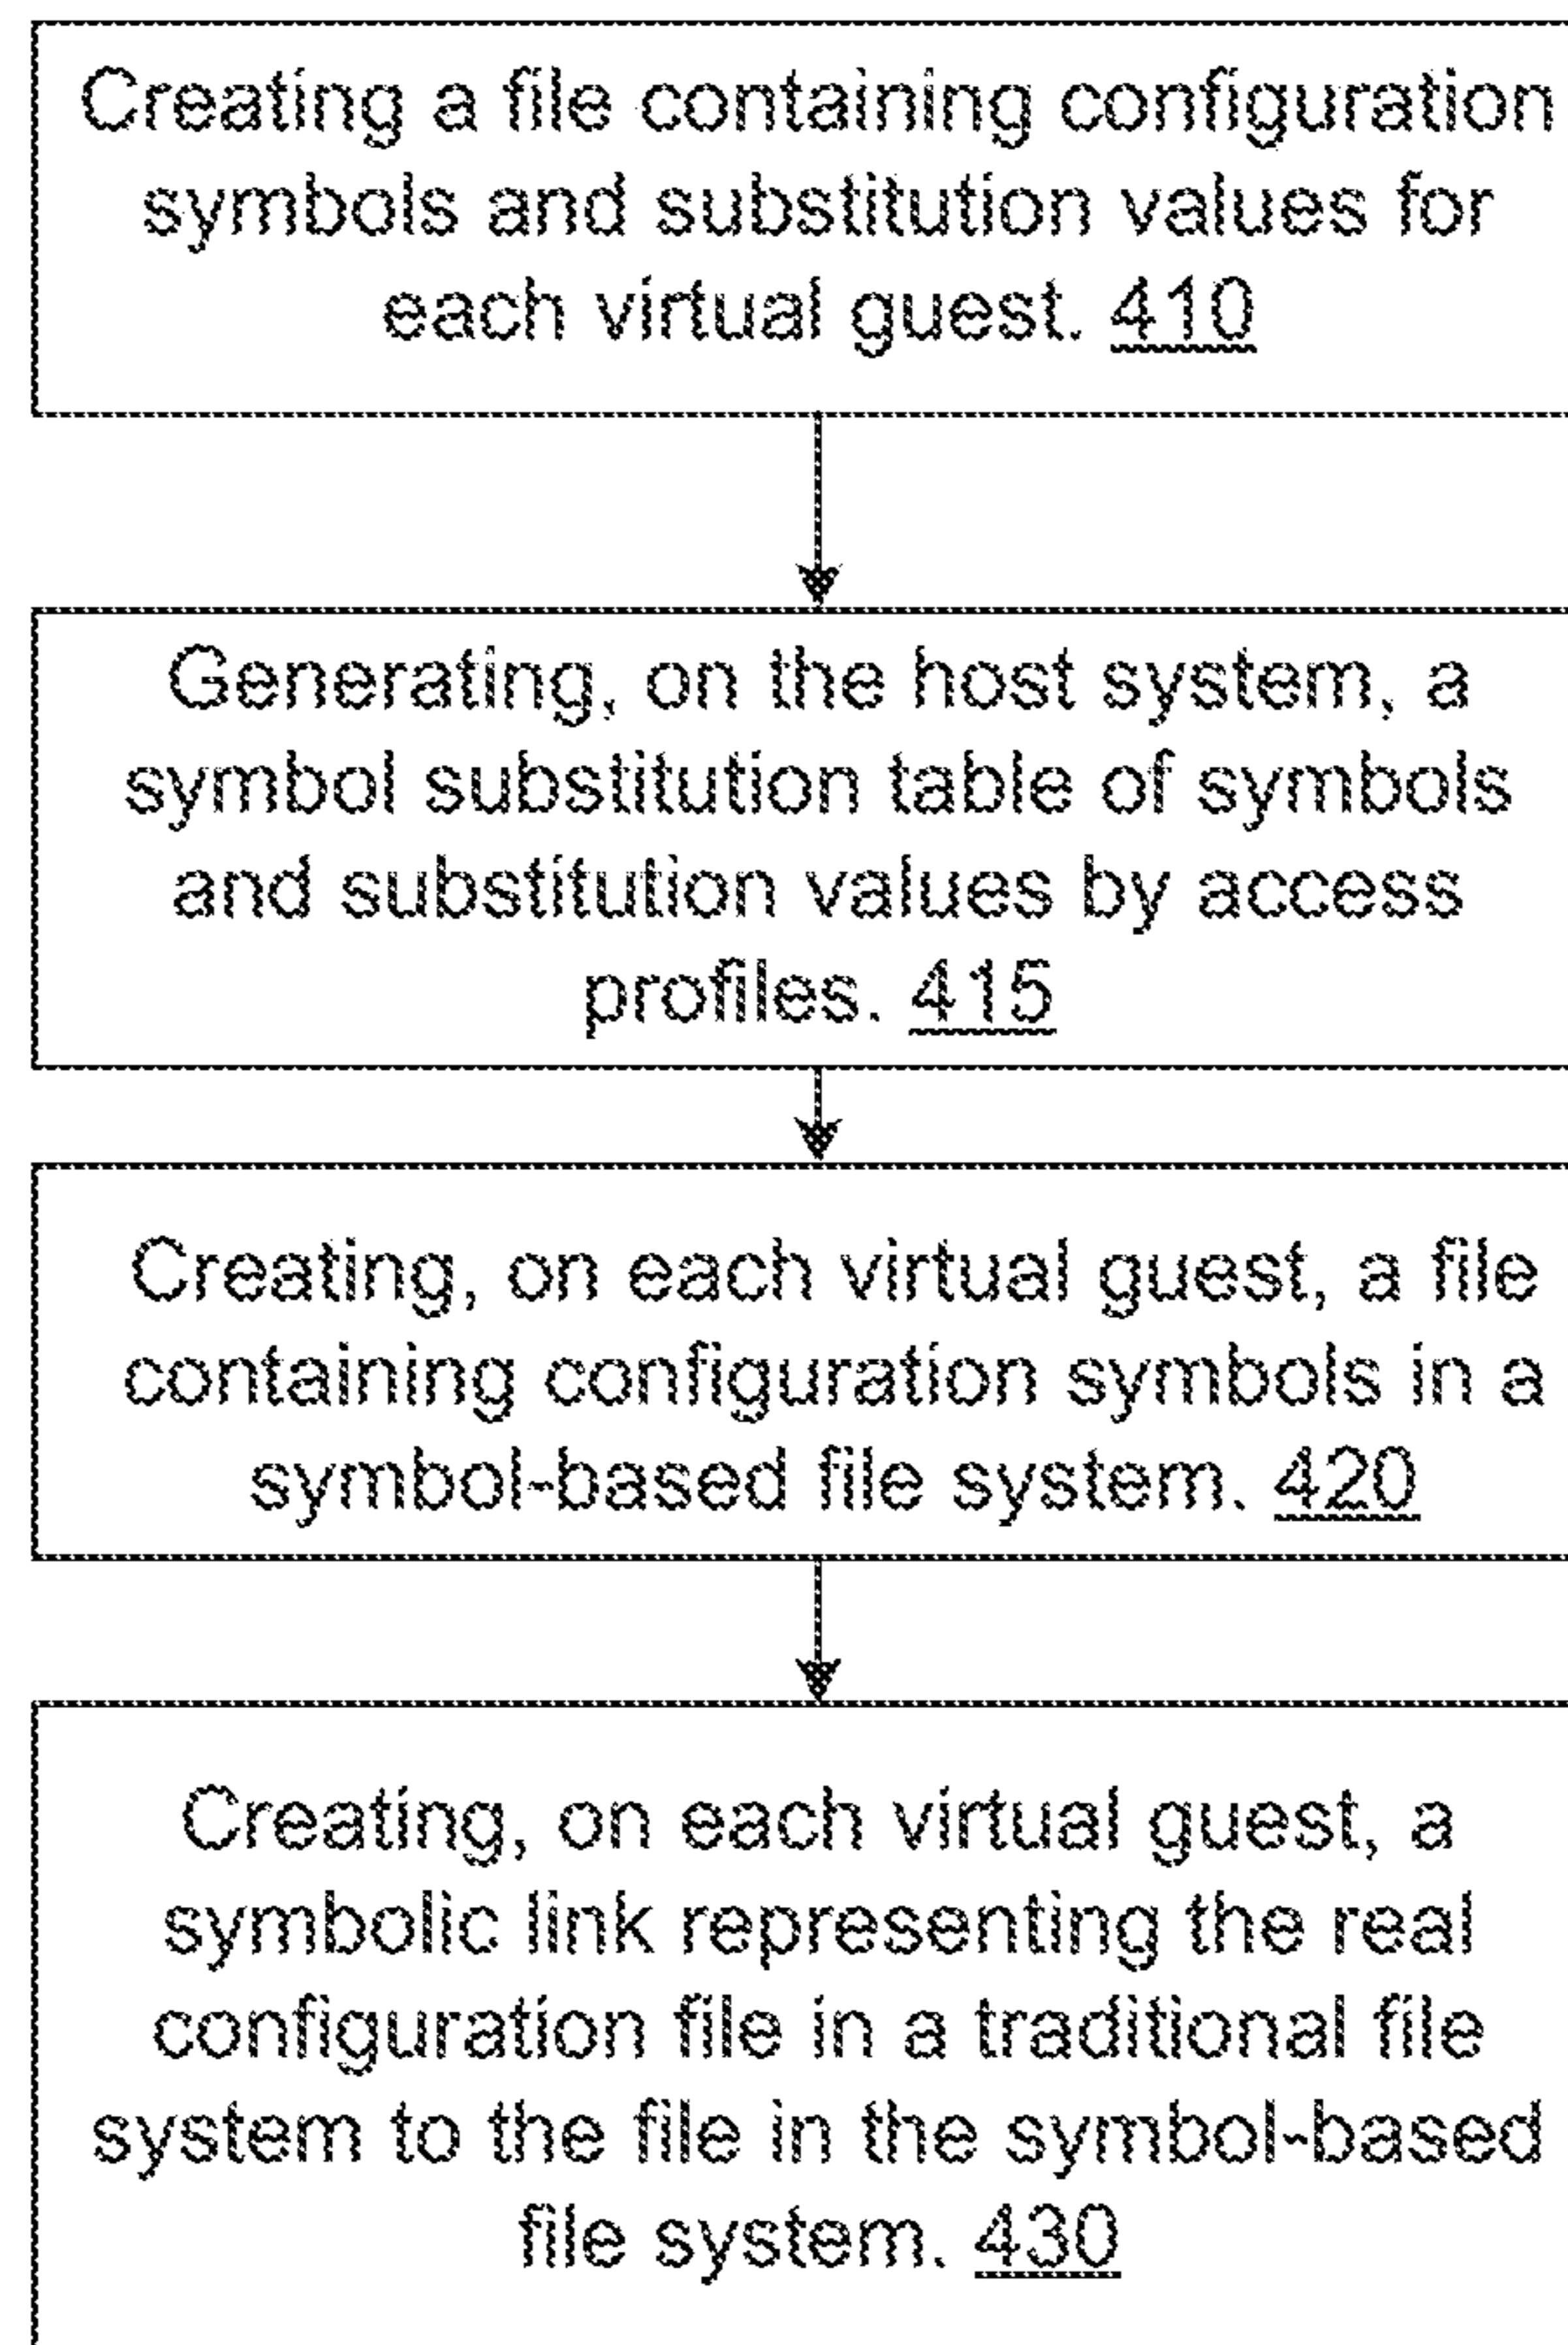 Creating a file containing configuration
symbols and substitution values for
each virtual guest. 410
Generating, on the host system, a
symbol substitution table of symbols
and substitution values by access
profiles. 415
Creating, on each virtual guest, a file
containing configuration symbols in a
symbol-based file system. 420
Creating, on each virtual guest, a
symbolic link representing the real
configuration file in a traditional file
system to the file in the symbol-based
file system. 430